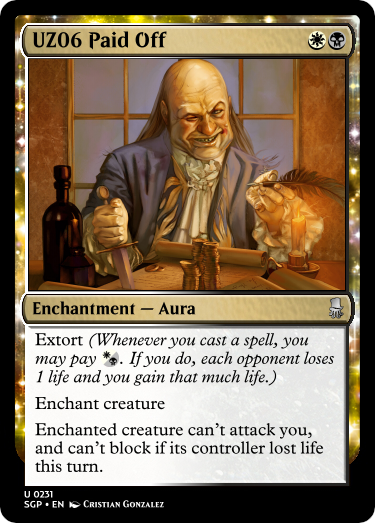 UZ06 Paid Off
Enchantment — Aura
Extort (Whenever you cast a spell, you
may pay . If you do, each opponent loses
1 life and you gain that much life.)
Enchant creature
Enchanted creature can't attack you,
and can't block if its controller lost life
this turn.
U 0231
SGP • EN Cristian Gonzalez